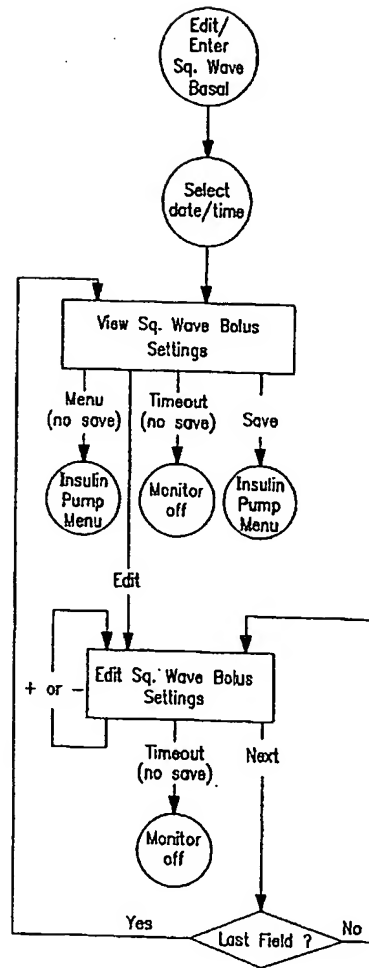 Edit/
Enter
Sq. Wave
Basal
Select
date/time
View Sq. Wave Bolus
Settings
Menu
(no save)
Timeout
(no save)
Save
Insulin
Pump
Menu
Monitor
off
Insulin
Pump
Menu
Edit
+ or -
Edit Sq. Wave Bolus
Settings
Timeout
(no save)
Next
Monitor
off
Yes
Last Field ?
No